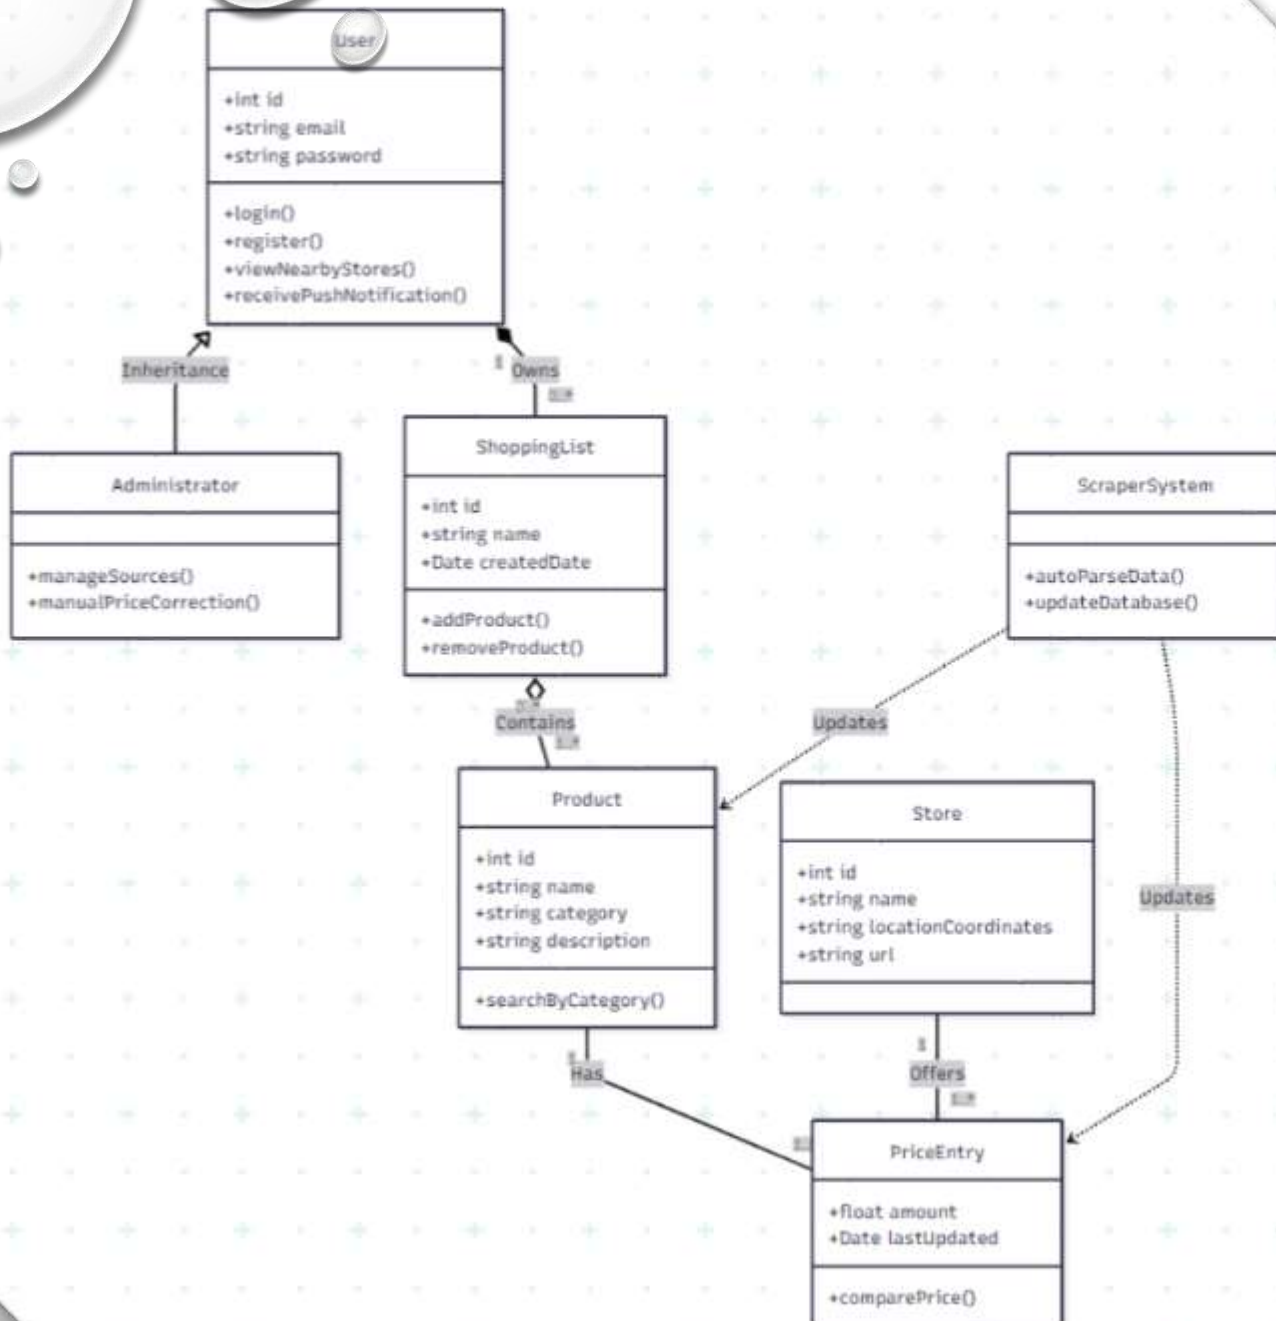 User
+int id
+string email
+string password
+login()
+register()
+viewNearbyStores()
+receivePushNotification()
Inheritance
1
Owns
Administrator
+manageSources()
+manualPriceCorrection()
ShoppingList
+int id
+string name
+Date createdDate
+addProduct()
+removeProduct()
ScraperSystem
+autoParseData()
+updateDatabase()
Contains
Updates
Product
+int id
+string name
+string category
+string description
+searchByCategory()
Store
+int id
+string name
+string locationCoordinates
+string url
Updates
Has
Offers
PriceEntry
+float amount
+Date lastUpdated
+comparePrice()